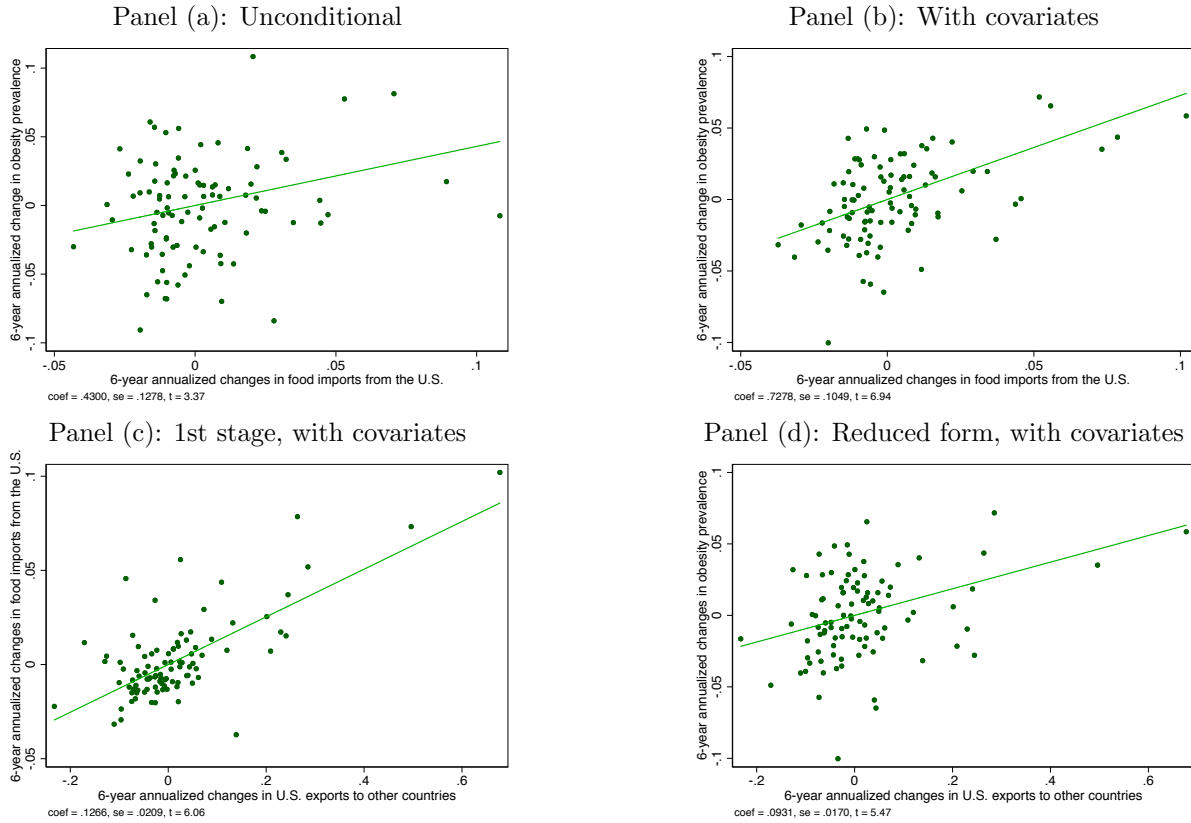 Panel (a): Unconditional
6-year annualized change in obesity prevalence
.1
.05
0
-.05
-.1
-.05
0
.05
.1
6-year annualized changes in food imports from the U.S.
coef = .4300, se = .1278, t = 3.37
Panel (b): With covariates
6-year annualized change in obesity prevalence
.1
.05
0
-.05
-.1
-.05
0
.05
.1
6-year annualized changes in food imports from the U.S.
coef = .7278, se = .1049, t = 6.94
Panel (c): 1st stage, with covariates
6-year annualized changes in food imports from the U.S.
.1
.05
0
-.05
-.2
0
.2
.4
.6
6-year annualized changes in U.S. exports to other countries
coef = .1266, se = .0209, t = 6.06
Panel (d): Reduced form, with covariates
6-year annualized changes in obesity prevalence
.1
.05
0
-.05
-.1
-.2
0
.2
.4
.6
6-year annualized changes in U.S. exports to other countries
coef = .0931, se = .0170, t = 5.47